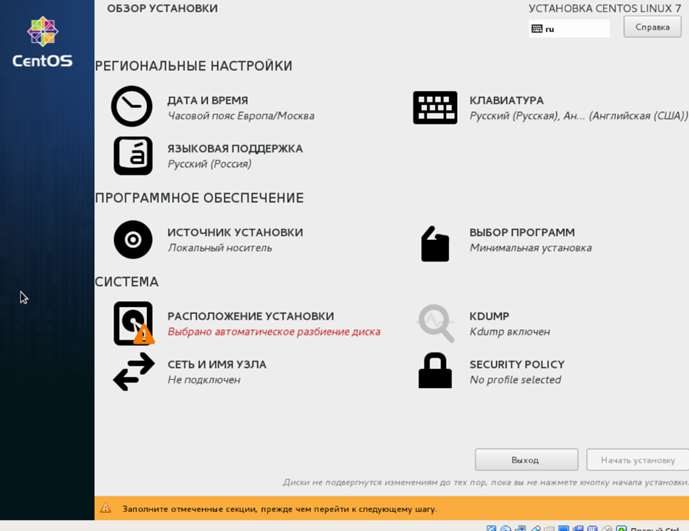 CentOS
ОБЗОР УСТАНОВКИ
УСТАНОВКА CENTOS LINUX 7
ru
Справка
РЕГИОНАЛЬНЫЕ НАСТРОЙКИ
ДАТА И ВРЕМЯ
Часовой пояс Европа/Москва
КЛАВИАТУРА
Русский (Русская), Ан... (Английская (США))
ЯЗЫКОВАЯ ПОДДЕРЖКА
Русский (Россия)
ПРОГРАММНОЕ ОБЕСПЕЧЕНИЕ
ИСТОЧНИК УСТАНОВКИ
Локальный носитель
ВЫБОР ПРОГРАММ
Минимальная установка
СИСТЕМА
РАСПОЛОЖЕНИЕ УСТАНОВКИ
Выбрано автоматическое разбиение диска
KDUMP
Kdump включен
СЕТЬ И ИМЯ УЗЛА
Не подключен
SECURITY POLICY
No profile selected
Выход
Начать установку
Диски не подвергнутся изменениям до тех пор, пока вы не нажмете кнопку начала установки.
Заполните отмеченные секции, прежде чем перейти к следующему шагу.
Правый Ctrl